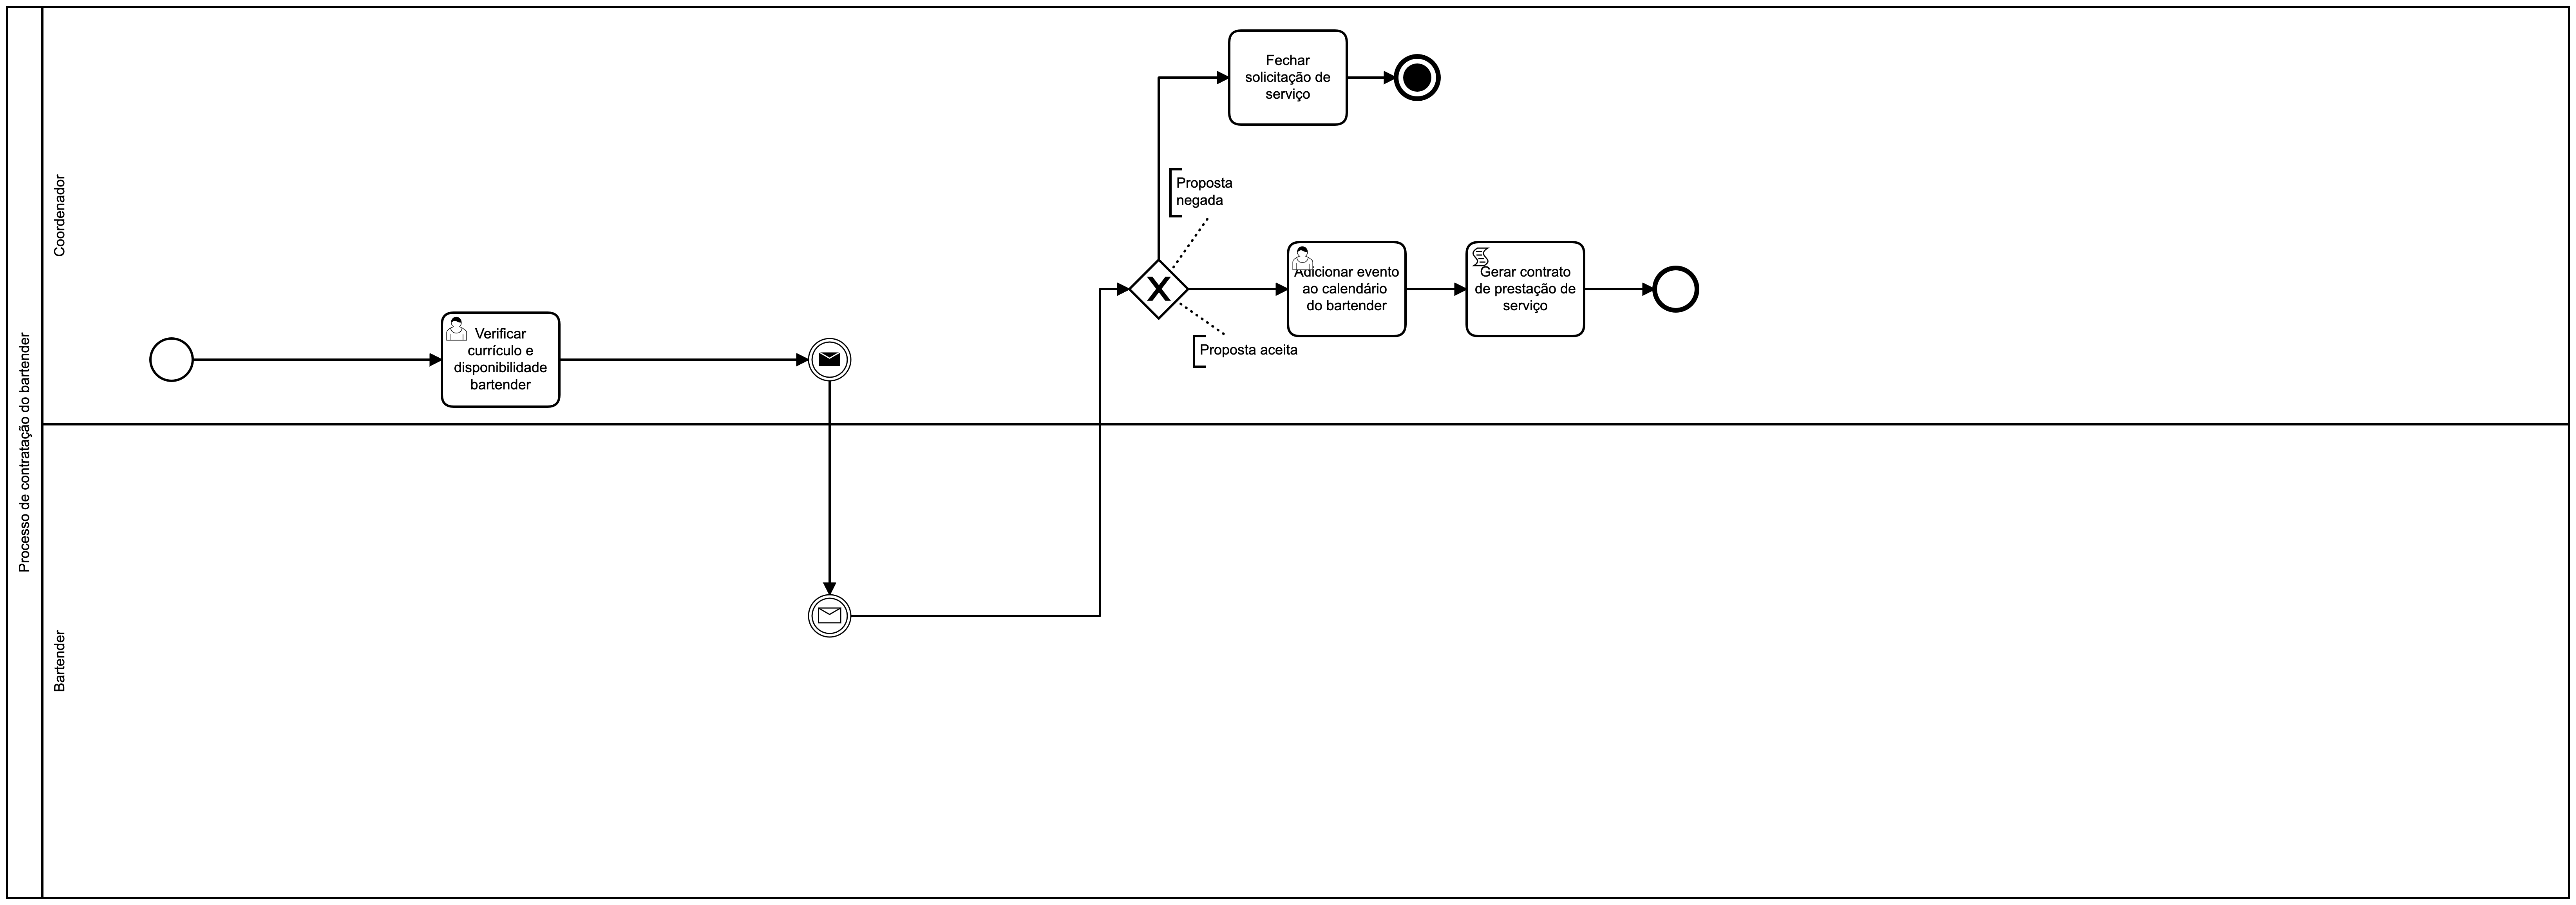 Processo de contratação do bartender
Coordenador
Fechar
solicitação de
serviço
Proposta
negada
Adicionar evento
ao calendário
do bartender
Gerar contrato
de prestação de
serviço
Verificar
currículo e
disponibilidade
bartender
X
Proposta aceita
Bartender